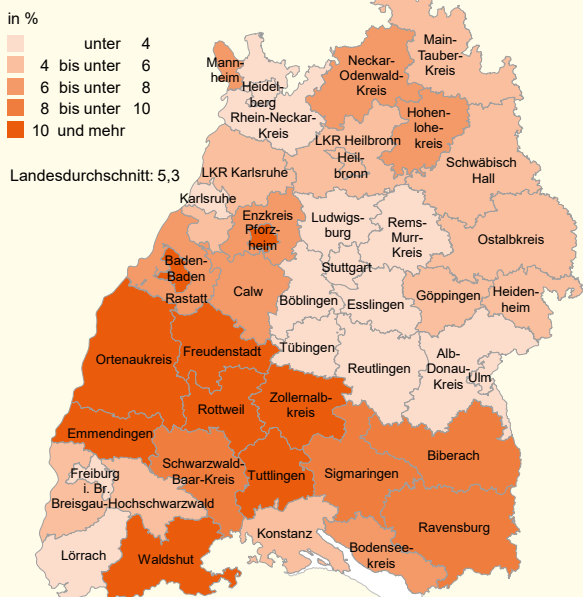 in %
unter 4
4 bis unter 6
6 bis unter 8
8 bis unter 10
10 und mehr
Landesdurchschnitt: 5,3
Main-
Tauber-
Kreis
Neckar-
Odenwald-
Kreis
Mann-
heim
Heidel-
berg
Rhein-Neckar-
Kreis
Hohen-
lohe-
kreis
LKR Heilbronn
Heil-
bronn
Schwäbisch
Hall
LKR Karlsruhe
Karlsruhe
Enzkreis
Pforz-
heim
Ludwigs-
burg
Rems-
Murr-
Kreis
Ostalbkreis
Baden-
Baden
Rastatt
Calw
Stuttgart
Böblingen
Esslingen
Göppingen
Heiden-
heim
Ortenaukreis
Freudenstadt
Tübingen
Reutlingen
Alb-
Donau-
Kreis
Ulm
Rottweil
Zollernalb-
kreis
Emmendingen
Schwarzwald-
Baar-Kreis
Tuttlingen
Sigmaringen
Biberach
Freiburg
i. Br.
Breisgau-Hochschwarzwald
Ravensburg
Konstanz
Bodensee-
kreis
Lörrach
Waldshut